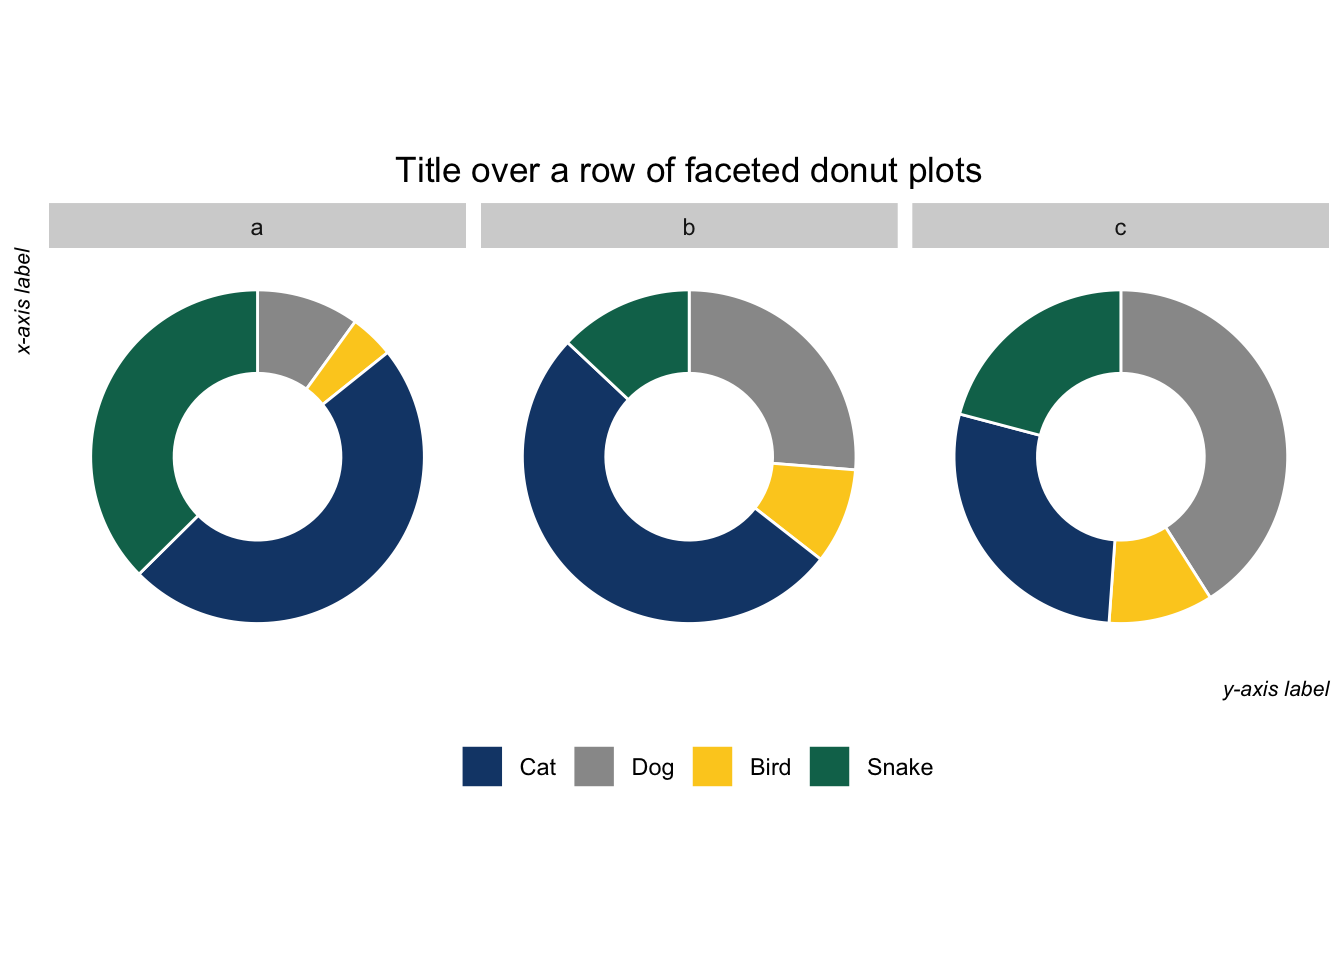 Title over a row of faceted donut plots
a
b
c
x-axis label
y-axis label
Cat
Dog
Bird
Snake